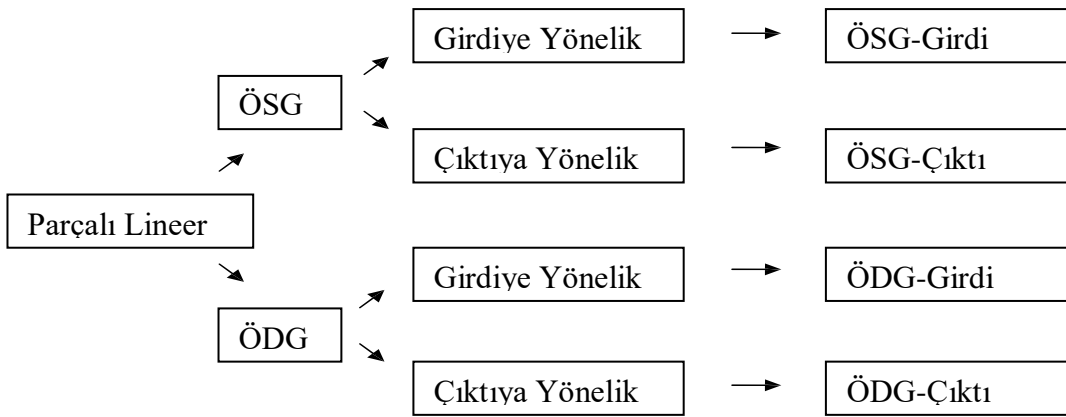 Girdiye Yönelik
ÖSG-Girdi
ÖSG
Çıktıya Yönelik
ÖSG-Çıktı
Parçalı Lineer
Girdiye Yönelik
ÖDG-Girdi
ÖDG
Çıktıya Yönelik
ÖDG-Çıktı